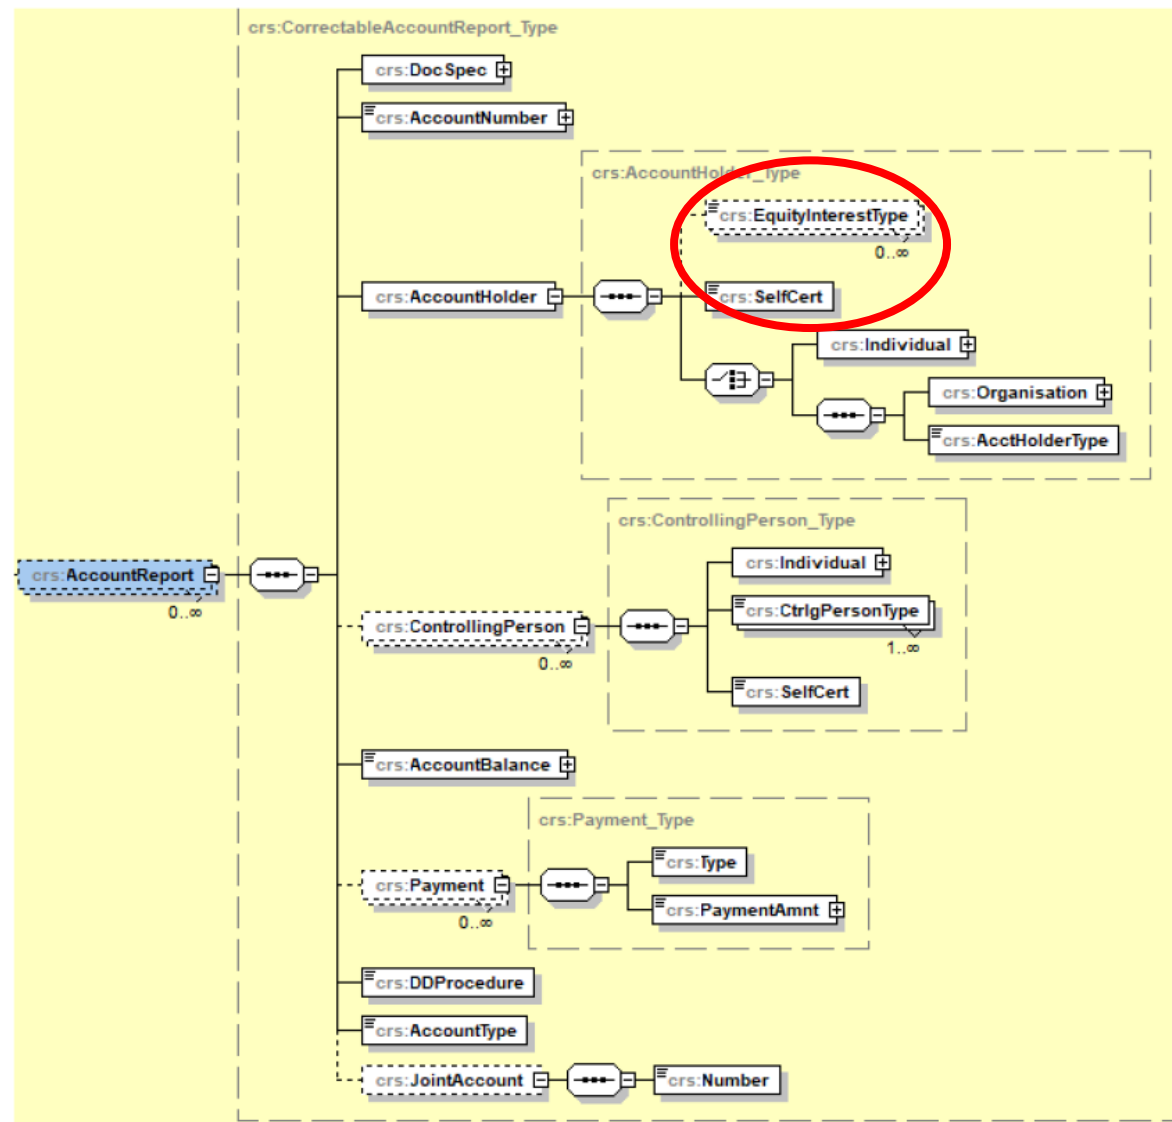 crs:CorrectableAccountReport_Type
crs:DocSpec
crs:AccountNumber
crs:AccountHolder_Type
crs:EquityInterestType
0..∞
crs:AccountHolder
crs:SelfCert
crs:Individual
crs:Organisation
crs:AcctHolderType
crs:ControllingPerson_Type
crs:Individual
crs:AccountReport
0..∞
crs:CtrlgPersonType
1..∞
crs:ControllingPerson
0..∞
crs:SelfCert
crs:AccountBalance
crs:Payment_Type
crs:Type
crs:Payment
0..∞
crs:PaymentAmnt
crs:DDProcedure
crs:AccountType
crs:JointAccount
crs:Number